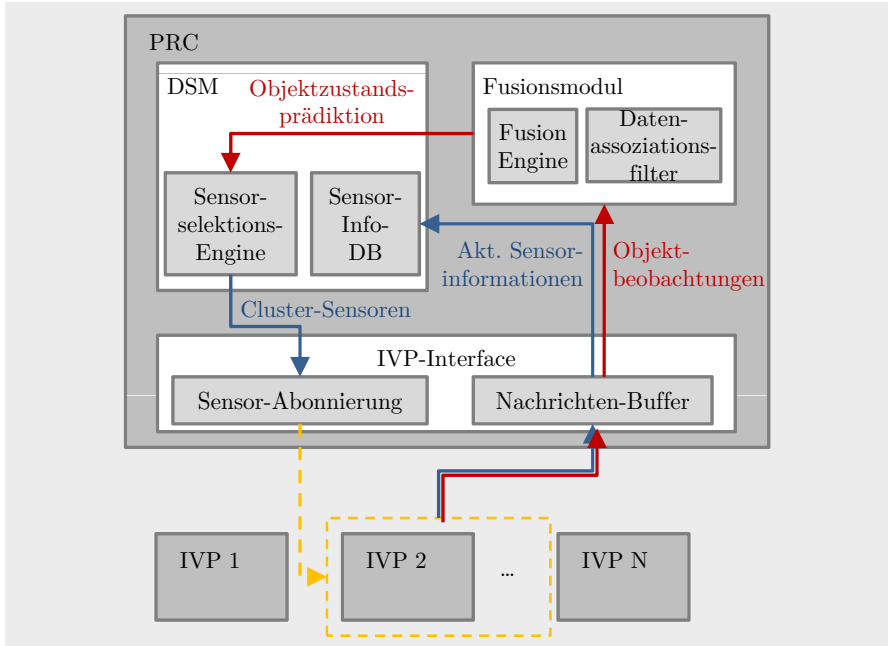 PRC
DSM
Objektzustands-
prädiktion
Fusionsmodul
Fusion
Engine
Daten-
assoziations-
filter
Sensor-
selektions-
Engine
Sensor-
Info-
DB
Akt. Sensor-
informationen
Objekt-
beobachtungen
Cluster-Sensoren
IVP-Interface
Sensor-Abonnierung
Nachrichten-Buffer
IVP 1
IVP 2
...
IVP N